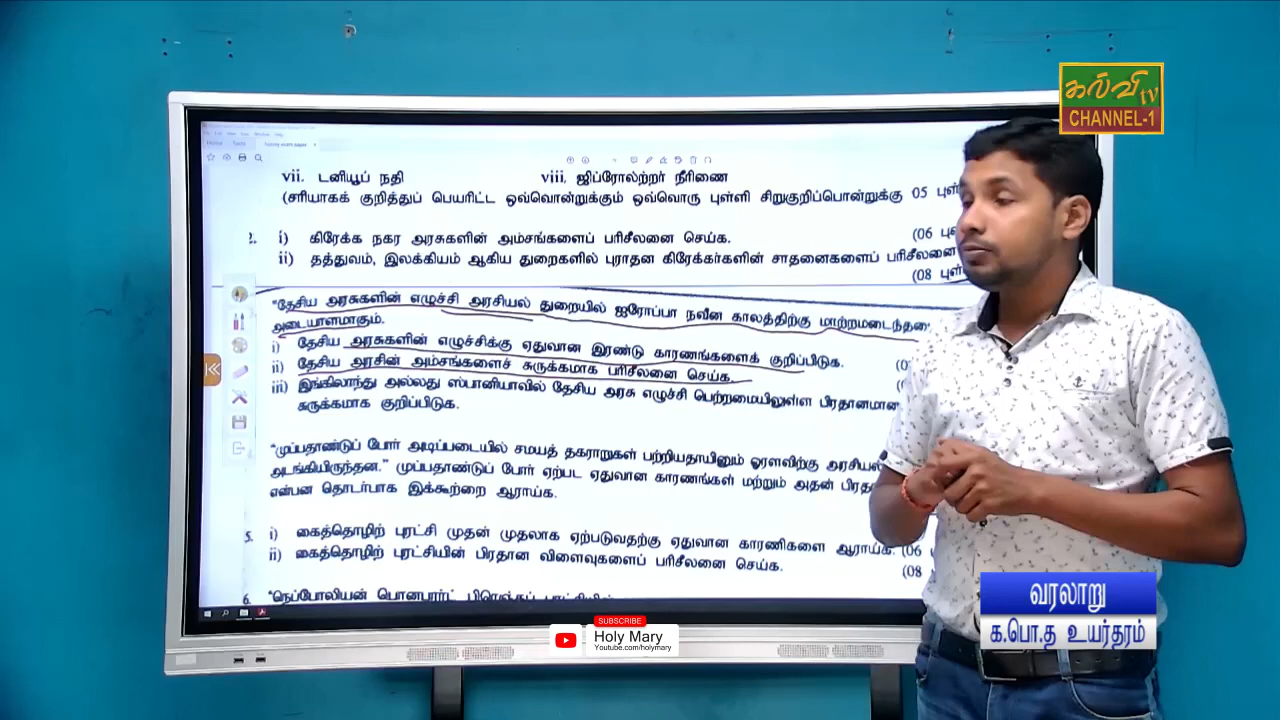 கல்வி tv
CHANNEL-1
vii. டனியூப் நதி viii. ஜிப்ரோல்ற்றர் நீரிணை
(சரியாகக் குறித்துப் பெயரிட்ட ஒவ்வொன்றுக்கும் ஒவ்வொரு புள்ளி சிறுகுறிப்பொன்றுக்கு 05
2. i) கிரேக்க நகர அரசுகளின் அம்சங்களைப் பரிசீலனை செய்க. (06
ii) தத்துவம், இலக்கியம் ஆகிய துறைகளில் புராதன கிரேக்கர்களின் சாதனைகளைப் பரிசீலனை
(08
"தேசிய அரசுகளின் எழுச்சி அரசியல் துறையில் ஐரோப்பா நவீன காலத்திற்கு மாற்றமடைந்த
அடையாளமாகும்.
i) தேசிய அரசுகளின் எழுச்சிக்கு ஏதுவான இரண்டு காரணங்களைக் குறிப்பிடுக.
ii) தேசிய அரசின் அம்சங்களைச் சுருக்கமாக பரிசீலனை செய்க.
iii) இங்கிலாந்து அல்லது ஸ்பானியாவில் தேசிய அரசு எழுச்சி பெற்றமையிலுள்ள பிரதானமான
சுருக்கமாக குறிப்பிடுக.
"முப்பதாண்டுப் போர் அடிப்படையில் சமயத் தகராறுகள் பற்றியதாயினும் ஓரளவிற்கு அரசியல்
அடங்கியிருந்தன." முப்பதாண்டுப் போர் ஏற்பட ஏதுவான காரணங்கள் மற்றும் அதன்
என்பன தொடர்பாக இக்கூற்றை ஆராய்க.
5. i) கைத்தொழிற் புரட்சி முதன் முதலாக ஏற்படுவதற்கு ஏதுவான காரணிகளை ஆராய்க. (06
ii) கைத்தொழிற் புரட்சியின் பிரதான விளைவுகளைப் பரிசீலனை செய்க. (08
6. "நெப்போலியன்
SUBSCRIBE
Holy Mary
Youtube.com/holymary
வரலாறு
க.பொ.த உயர்தரம்